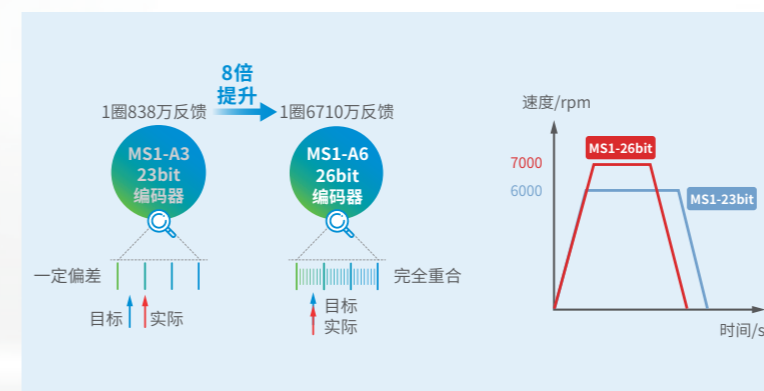 8倍
提升
1圈838万反馈
1圈6710万反馈
MS1-A3
23bit
编码器
MS1-A6
26bit
编码器
一定偏差
目标
实际
完全重合
目标
实际
速度/rpm
7000
6000
MS1-26bit
MS1-23bit
时间/s